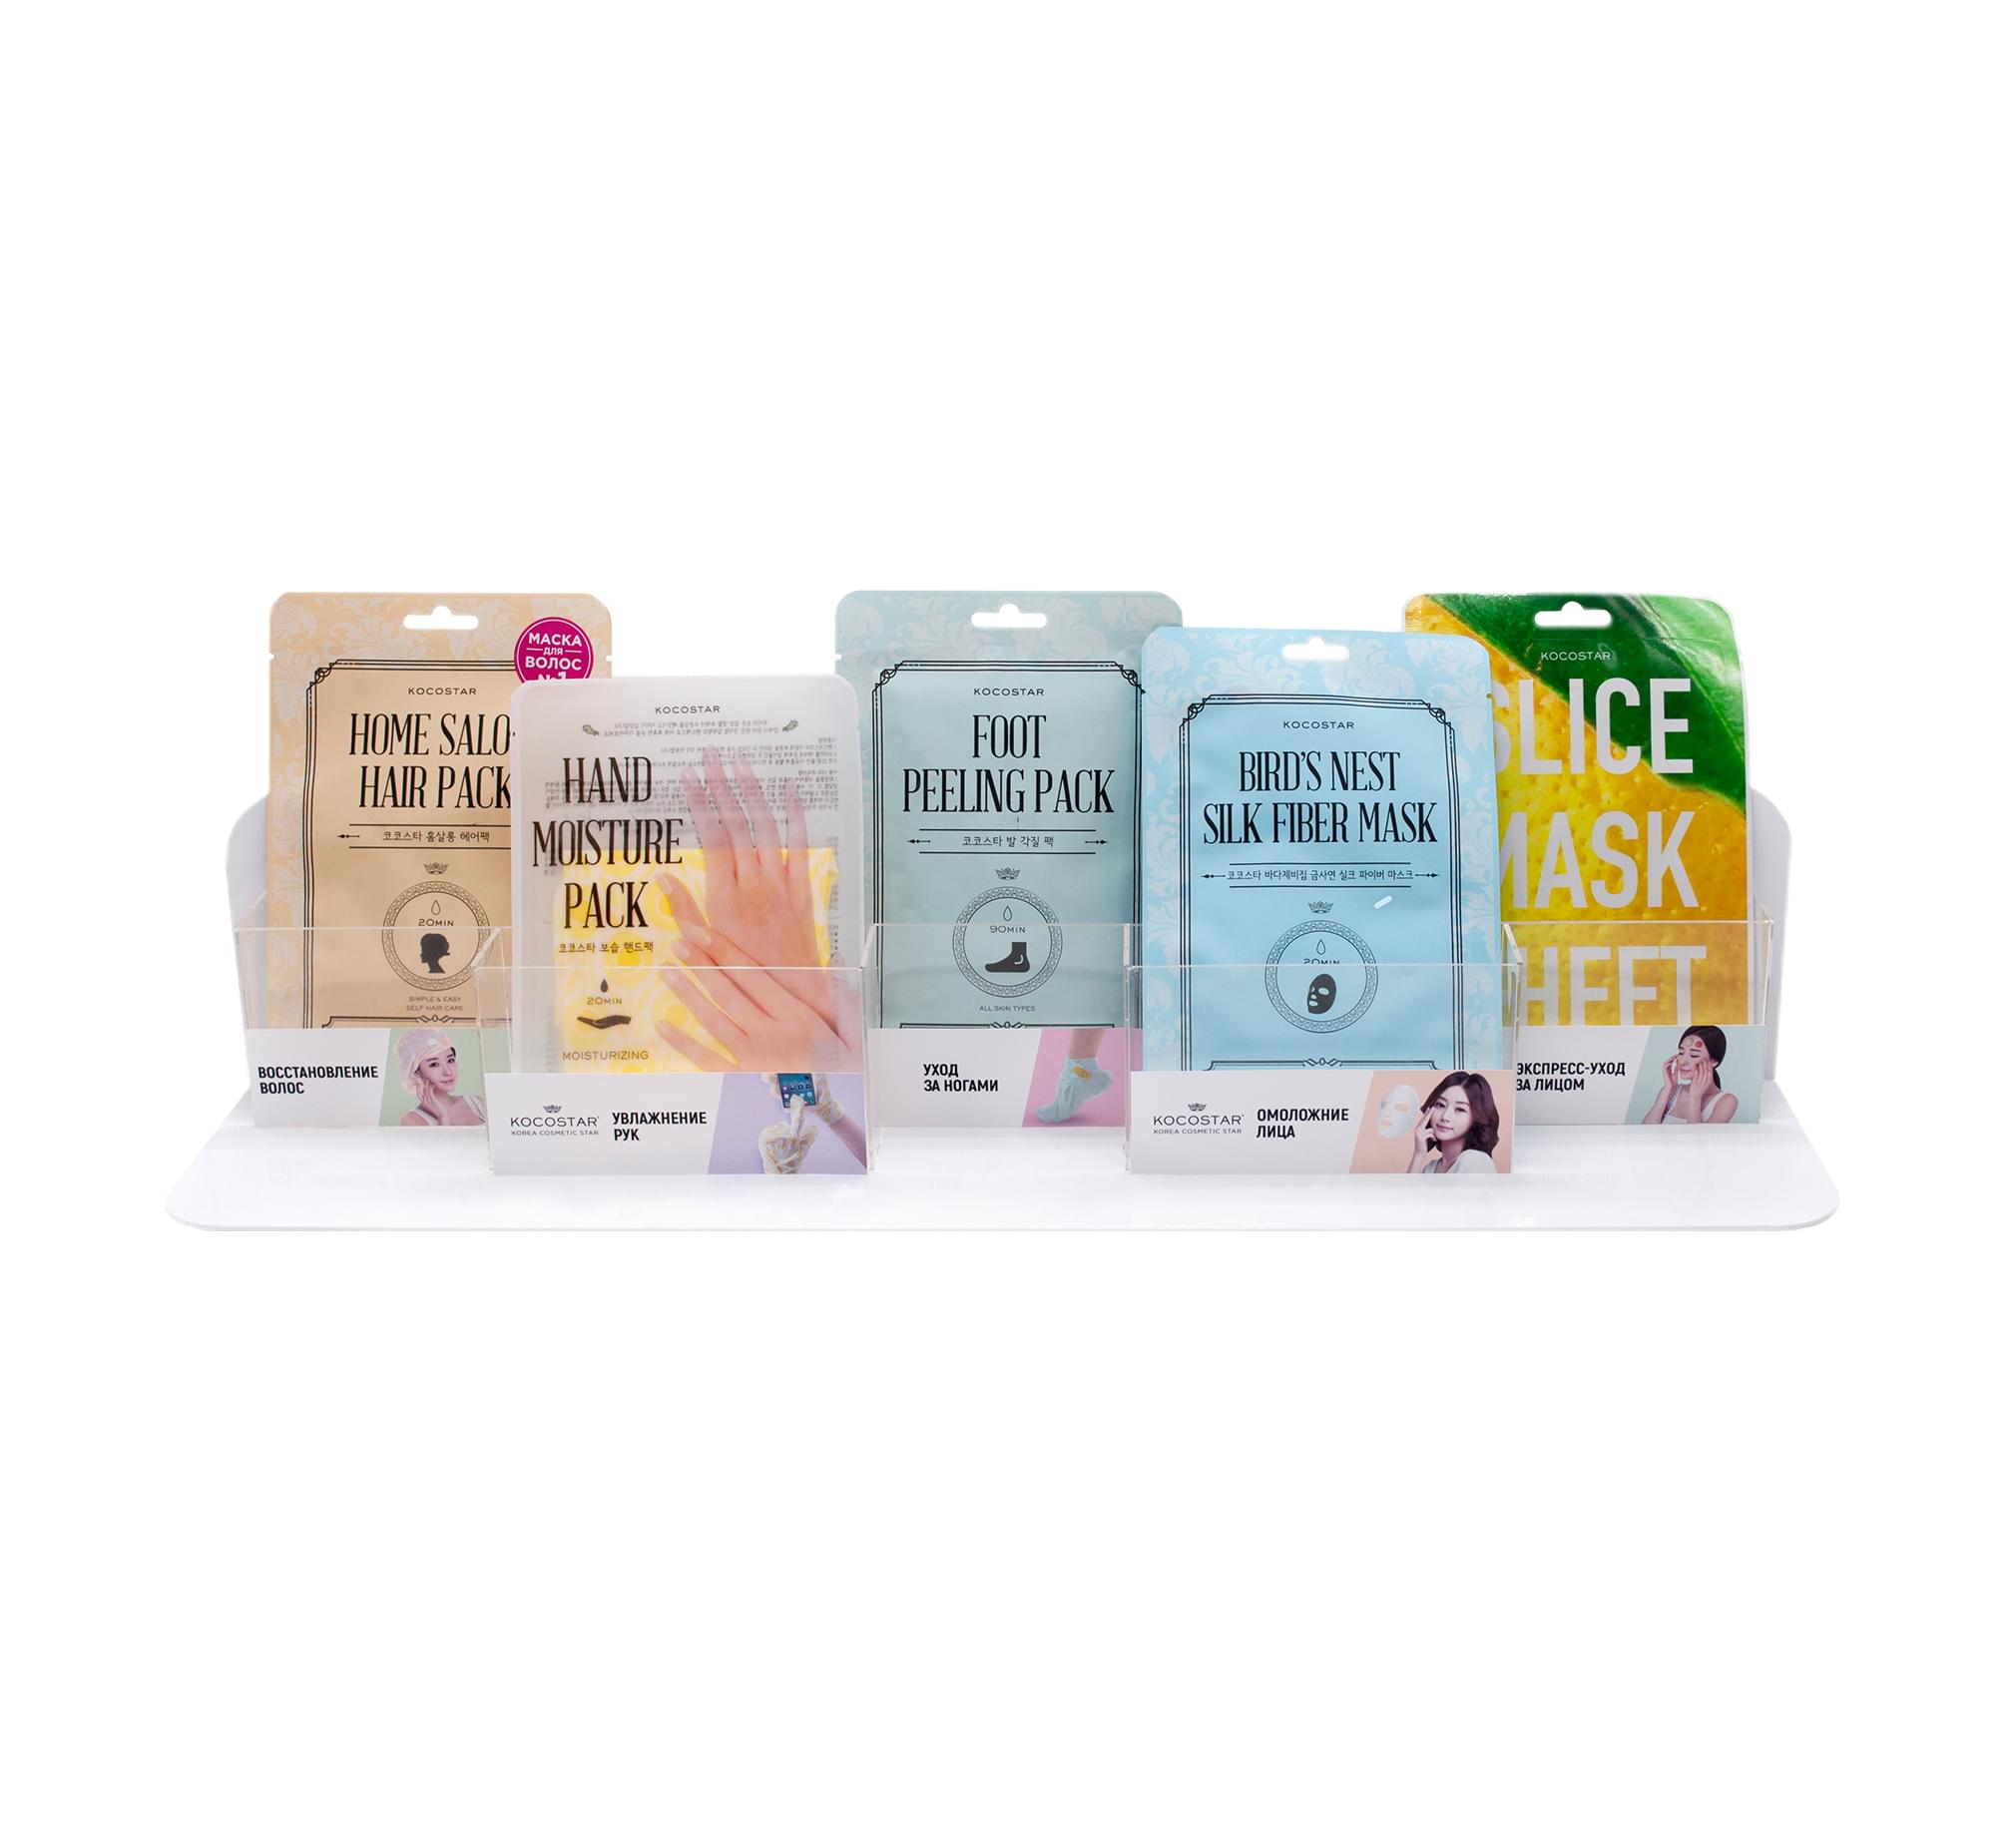 KOCOSTAR
HOME SALO
HAIR PACK
코코스타 홈살롱 헤어팩
20MIN
SIMPLE & EASY
SELF HAIR CARE
МАСКА
ДЛЯ
ВОЛОС
№1
ВОССТАНОВЛЕНИЕ
ВОЛОС
KOCOSTAR
HAND
MOISTURE
PACK
코코스타 보습 핸드팩
20MIN
MOISTURIZING
KOCOSTAR
KOREA COSMETIC STAR
УВЛАЖНЕНИЕ
РУК
KOCOSTAR
FOOT
PEELING PACK
코코스타 발 각질 팩
90MIN
ALL SKIN TYPES
УХОД
ЗА НОГАМИ
KOCOSTAR
BIRD'S NEST
SILK FIBER MASK
코코스타 바다제비집 금사연 실크 파이버 마스크
20MIN
KOCOSTAR
KOREA COSMETIC STAR
ОМОЛОЖНИЕ
ЛИЦА
KOCOSTAR
SLICE
MASK
SHEET
ЭКСПРЕСС-УХОД
ЗА ЛИЦОМ